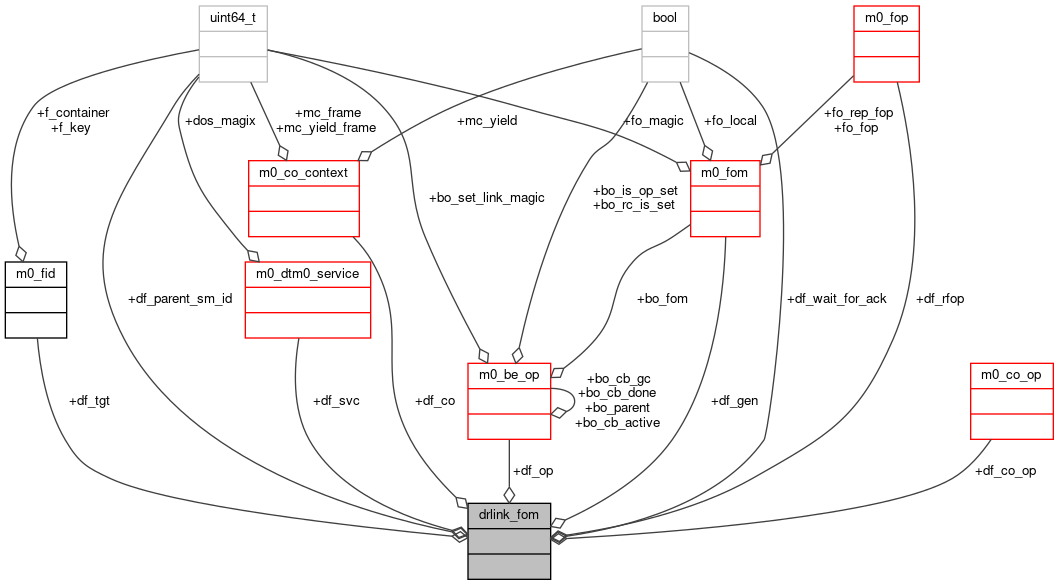 uint64_t
bool
m0_fop
+f_container
+f_key
+dos_magix
+mc_frame
+mc_yield_frame
+mc_yield
+fo_magic
+fo_local
+fo_rep_fop
+fo_fop
m0_co_context
m0_fom
+bo_set_link_magic
+bo_is_op_set
+bo_rc_is_set
m0_fid
m0_dtm0_service
+df_parent_sm_id
+bo_fom
+df_wait_for_ack
+df_rfop
m0_be_op
m0_co_op
+bo_cb_gc
+bo_cb_done
+bo_parent
+bo_cb_active
+df_tgt
+df_svc
+df_co
+df_gen
+df_op
+df_co_op
drlink_fom